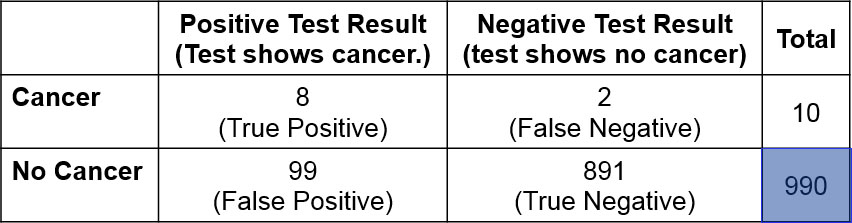 Positive Test Result
(Test shows cancer.)
Negative Test Result
(test shows no cancer)
Total
Cancer
8
(True Positive)
2
(False Negative)
10
No Cancer
99
(False Positive)
891
(True Negative)
990